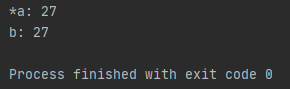 *a: 27
b: 27
Process finished with exit code 0